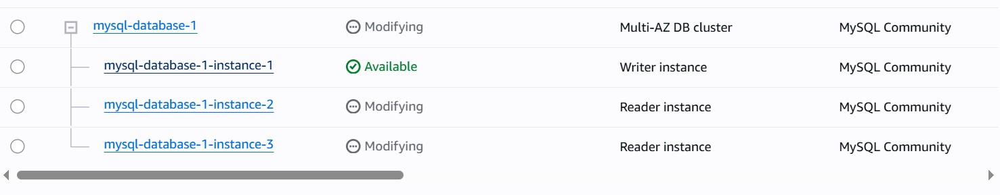 mysql-database-1 Modifying Multi-AZ DB cluster MySQL Community
mysql-database-1-instance-1 Available Writer instance MySQL Community
mysql-database-1-instance-2 Modifying Reader instance MySQL Community
mysql-database-1-instance-3 Modifying Reader instance MySQL Community